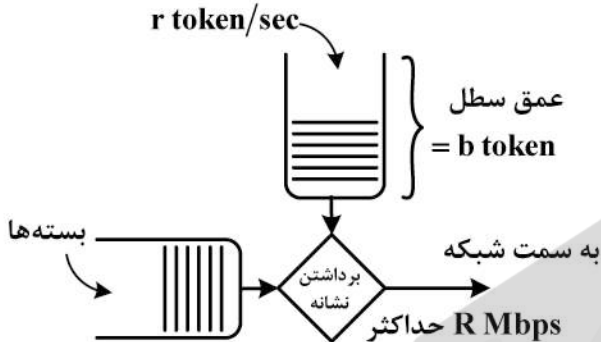 r token/sec
عمق سطل
= b token
بسته‌ها
برداشتن
نشانه
به سمت شبکه
حداکثر R Mbps